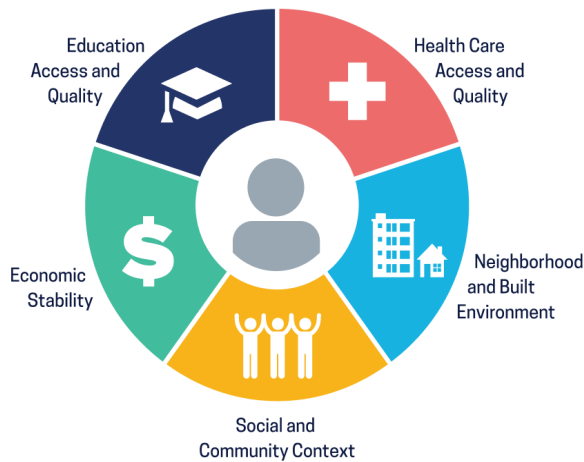 Education
Access and
Quality
Health Care
Access and
Quality
Economic
Stability
Neighborhood
and Built
Environment
Social and
Community Context